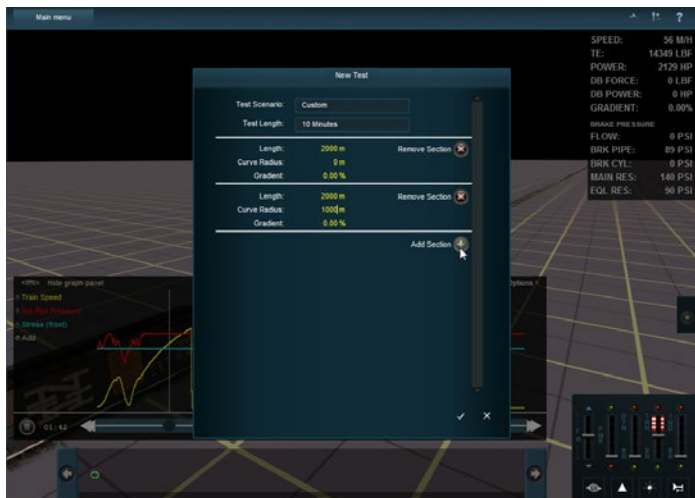 Main menu
?
SPEED: 56 M/H
TE: 14349 LBF
POWER: 2129 HP
DB FORCE: 0 LBF
DB POWER: 0 HP
GRADIENT: 0.00%
BRAKE PRESSURE
FLOW: 0 PSI
BRK PIPE: 89 PSI
BRK CYL: 0 PSI
MAIN RES: 140 PSI
EQL RES: 90 PSI
New Test
Test Scenario: Custom
Test Length: 10 Minutes
Length: 2000 m Remove Section
Curve Radius: 0 m
Gradient: 0.00 %
Length: 2000 m Remove Section
Curve Radius: 1000 m
Gradient: 0.00 %
Add Section
Hide graph panel
Options
Train Speed
Stress (front)
Add
01:42